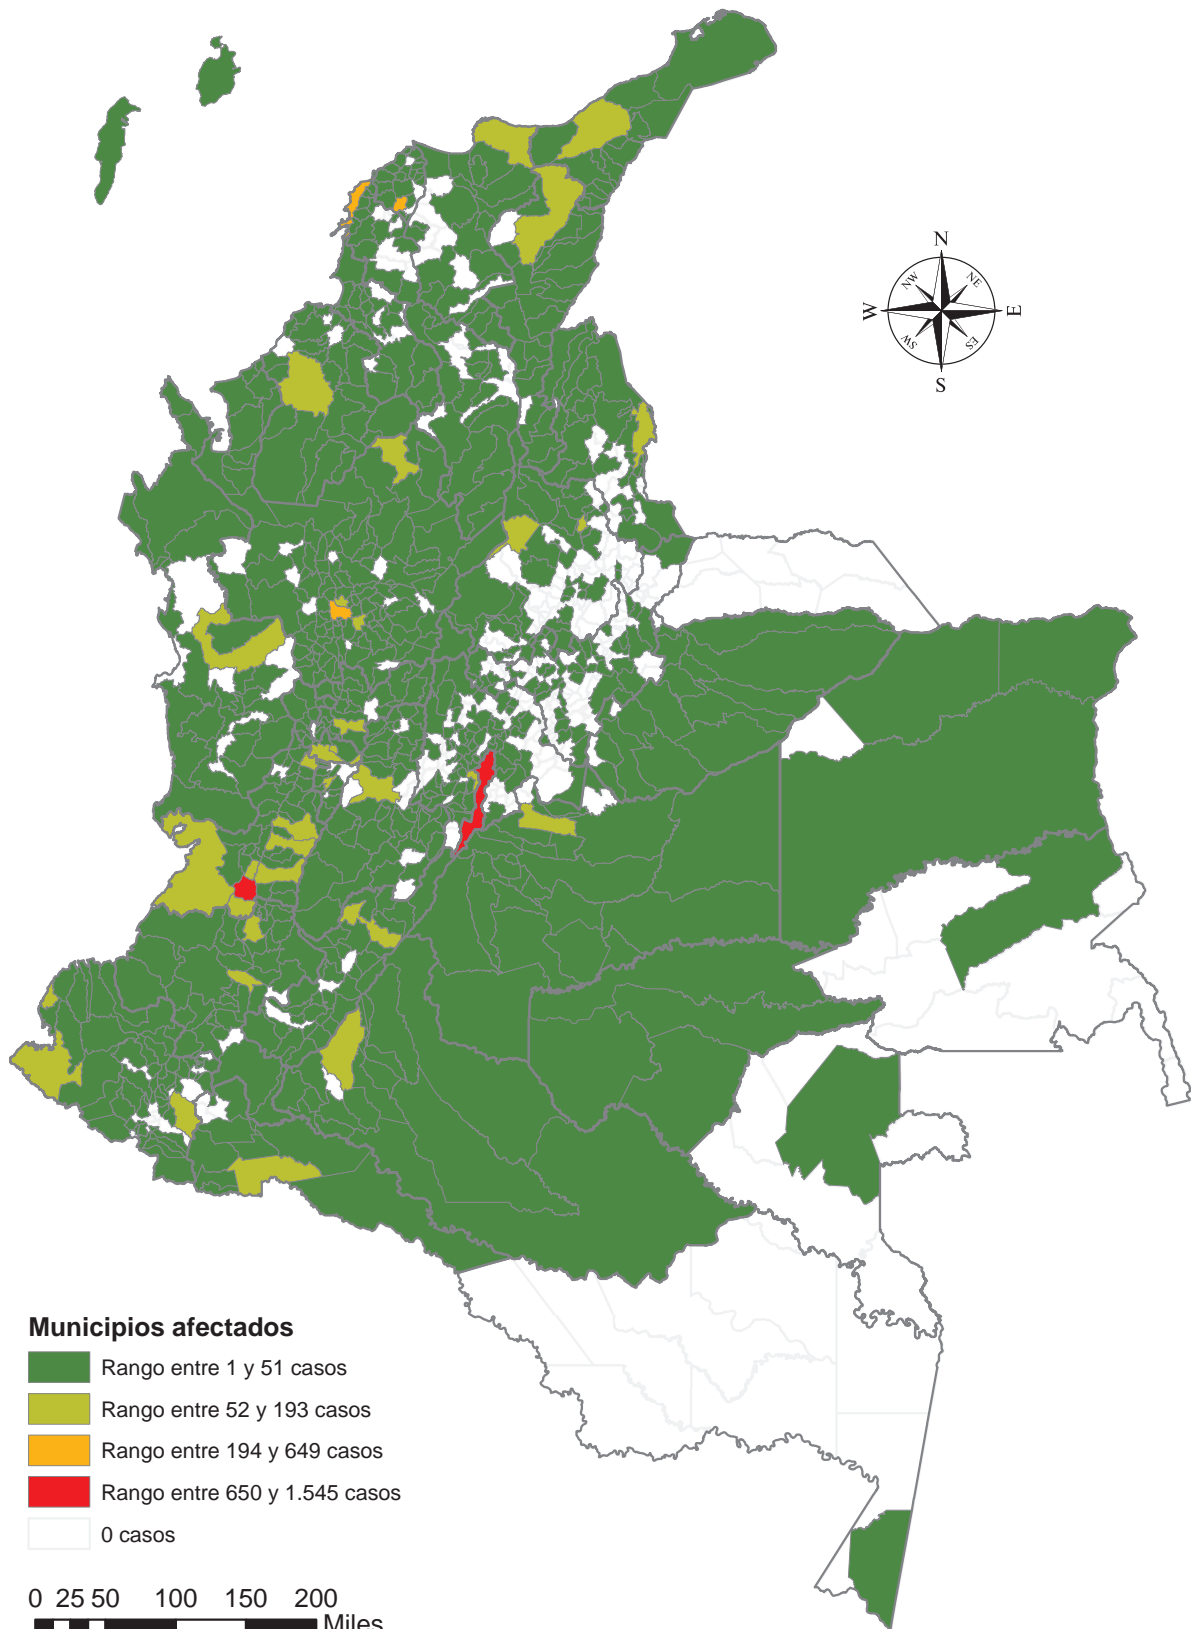 N
NW
NE
W
E
SW
ES
S
Municipios afectados
Rango entre 1 y 51 casos
Rango entre 52 y 193 casos
Rango entre 194 y 649 casos
Rango entre 650 y 1.545 casos
0 casos
0 25 50 100 150 200
Miles